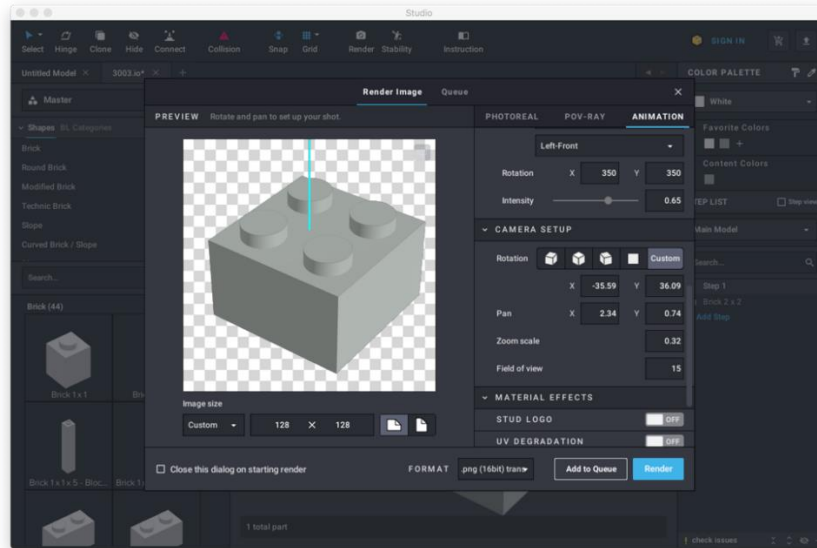 Studio
Select Hinge Clone Hide Connect Collision Snap Grid Render Stability Instruction
SIGN IN
Untitled Model × 3003.io* × +
COLOR PALETTE
Master
White
Shapes BL Categories
Brick
Round Brick
Modified Brick
Technic Brick
Slope
Curved Brick / Slope
Search...
Brick (44)
Brick 1 x 1
Brick 1 x 1 x 5 - Bloc...
Render Image Queue ×
PREVIEW Rotate and pan to set up your shot.
Image size
Custom 128 × 128
Close this dialog on starting render
PHOTOREAL POV-RAY ANIMATION
Left-Front
Rotation X 350 Y 350
Intensity 0.65
CAMERA SETUP
Rotation Custom
X -35.59 Y 36.09
Pan X 2.34 Y 0.74
Zoom scale 0.32
Field of view 15
MATERIAL EFFECTS
STUD LOGO OFF
UV DEGRADATION OFF
FORMAT .png (16bit) trans
Add to Queue Render
Favorite Colors
+
Content Colors
Step view
Main Model
Search...
Step 1
Brick 2 x 2
Add Step
1 total part
check issues